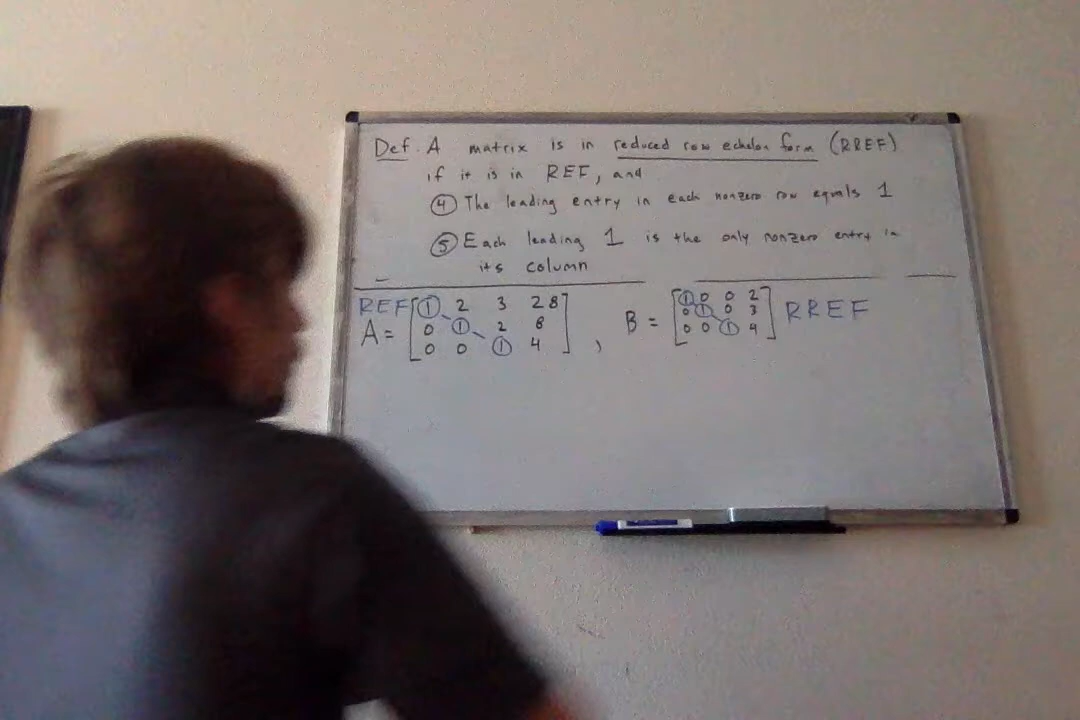 Def. A matrix is in reduced row echelon form (RREF)
if it is in REF, and
④ The leading entry in each nonzero row equals 1
⑤ Each leading 1 is the only nonzero entry in
its column
REF
A = [ 1 2 3 28
0 1 2 8
0 0 1 4 ] ,
B = [ 1 0 0 2
0 1 0 3
0 0 1 4 ]
RREF